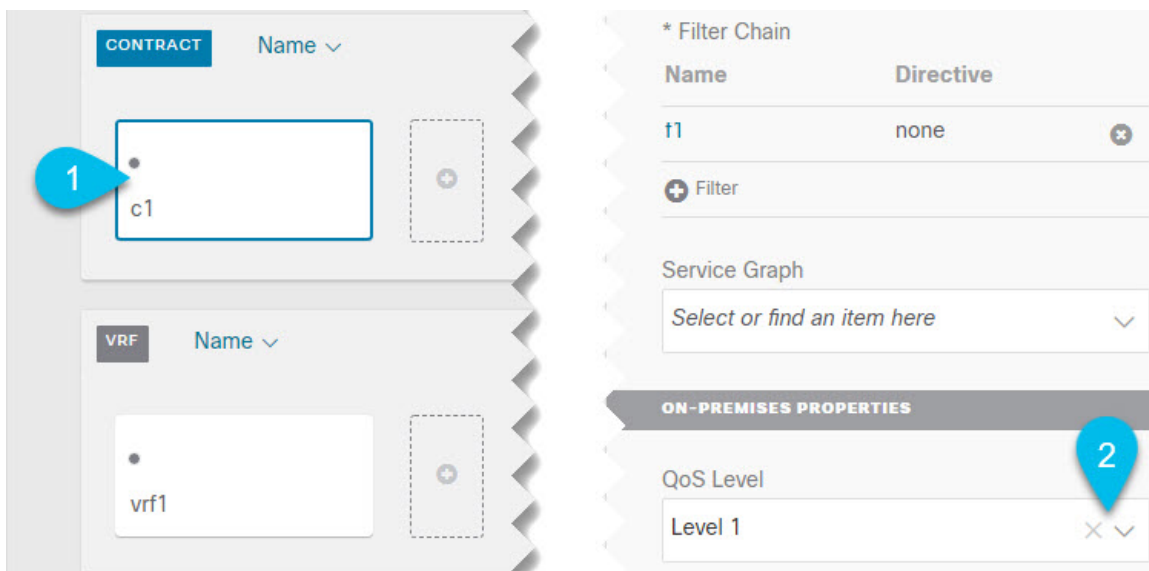 CONTRACT Name
1
c1
VRF Name
vrf1
* Filter Chain
Name Directive
t1 none
Filter
Service Graph
Select or find an item here
ON-PREMISES PROPERTIES
2
QoS Level
Level 1